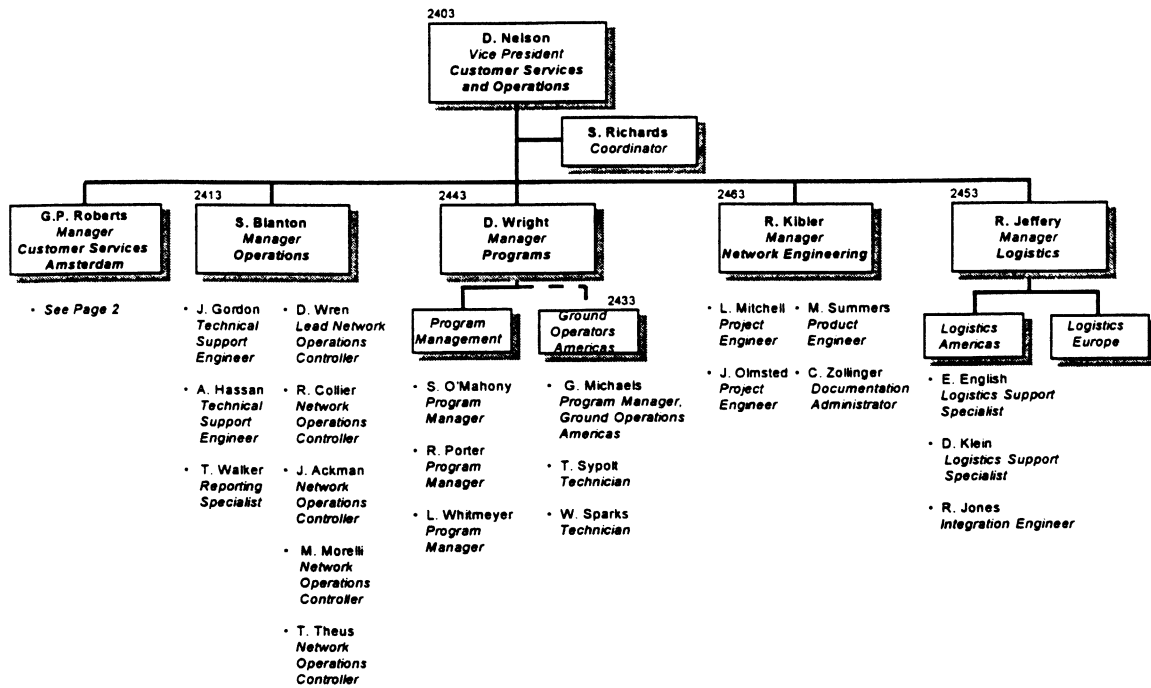 2403
D. Nelson
Vice President
Customer Services
and Operations
S. Richards
Coordinator
G.P. Roberts
Manager
Customer Services
Amsterdam
• See Page 2
2413
S. Blanton
Manager
Operations
• J. Gordon
Technical
Support
Engineer
• A. Hassan
Technical
Support
Engineer
• T. Walker
Reporting
Specialist
• D. Wren
Lead Network
Operations
Controller
• R. Collier
Network
Operations
Controller
• J. Ackman
Network
Operations
Controller
• M. Morelli
Network
Operations
Controller
• T. Theus
Network
Operations
Controller
2443
D. Wright
Manager
Programs
Program
Management
• S. O'Mahony
Program
Manager
• R. Porter
Program
Manager
• L. Whitmeyer
Program
Manager
2433
Ground
Operators
Americas
• G. Michaels
Program Manager,
Ground Operations
Americas
• T. Sypolt
Technician
• W. Sparks
Technician
2463
R. Kibler
Manager
Network Engineering
• L. Mitchell
Project
Engineer
• J. Olmsted
Project
Engineer
• M. Summers
Product
Engineer
• C. Zollinger
Documentation
Administrator
2453
R. Jeffery
Manager
Logistics
Logistics
Americas
Logistics
Europe
• E. English
Logistics Support
Specialist
• D. Klein
Logistics Support
Specialist
• R. Jones
Integration Engineer